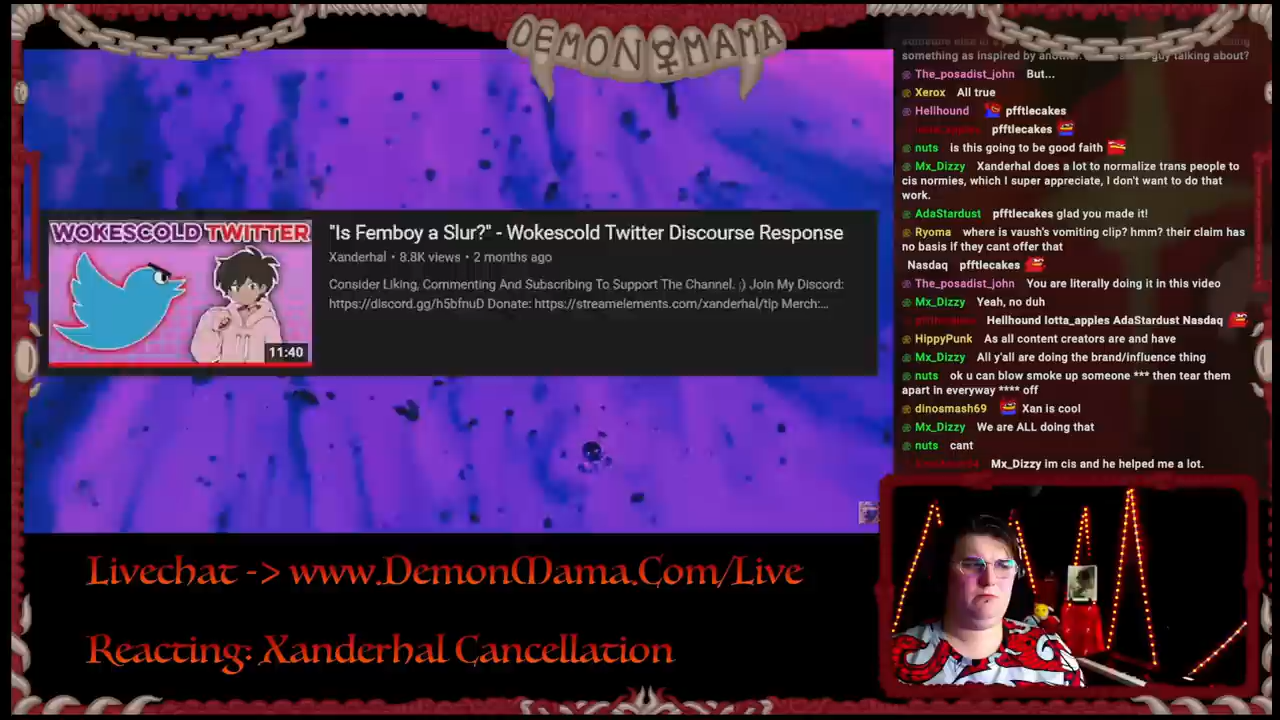 DEMON MAMA
WOKESCOLD TWITTER
11:40
"Is Femboy a Slur?" - Wokescold Twitter Discourse Response
Xanderhal • 8.8K views • 2 months ago
Consider Liking, Commenting And Subscribing To Support The Channel. :) Join My Discord:
https://discord.gg/h5bfnuD Donate: https://streamelements.com/xanderhal/tip Merch:...
something as inspired by another. guy talking about?
The_posadist_john But...
Xerox All true
Hellhound pfftlecakes
pfftlecakes
nuts is this going to be good faith
Mx_Dizzy Xanderhal does a lot to normalize trans people to
cis normies, which I super appreciate, I don't want to do that
work.
AdaStardust pfftlecakes glad you made it!
Ryoma where is vaush's vomiting clip? hmm? their claim has
no basis if they cant offer that
Nasdaq pfftlecakes
The_posadist_john You are literally doing it in this video
Mx_Dizzy Yeah, no duh
Hellhound lotta_apples AdaStardust Nasdaq
HippyPunk As all content creators are and have
Mx_Dizzy All y'all are doing the brand/influence thing
nuts ok u can blow smoke up someone *** then tear them
apart in everyway **** off
dinosmash69 Xan is cool
Mx_Dizzy We are ALL doing that
nuts cant
Mx_Dizzy im cis and he helped me a lot.
Livechat -> www.DemonMama.Com/Live
Reacting: Xanderhal Cancellation